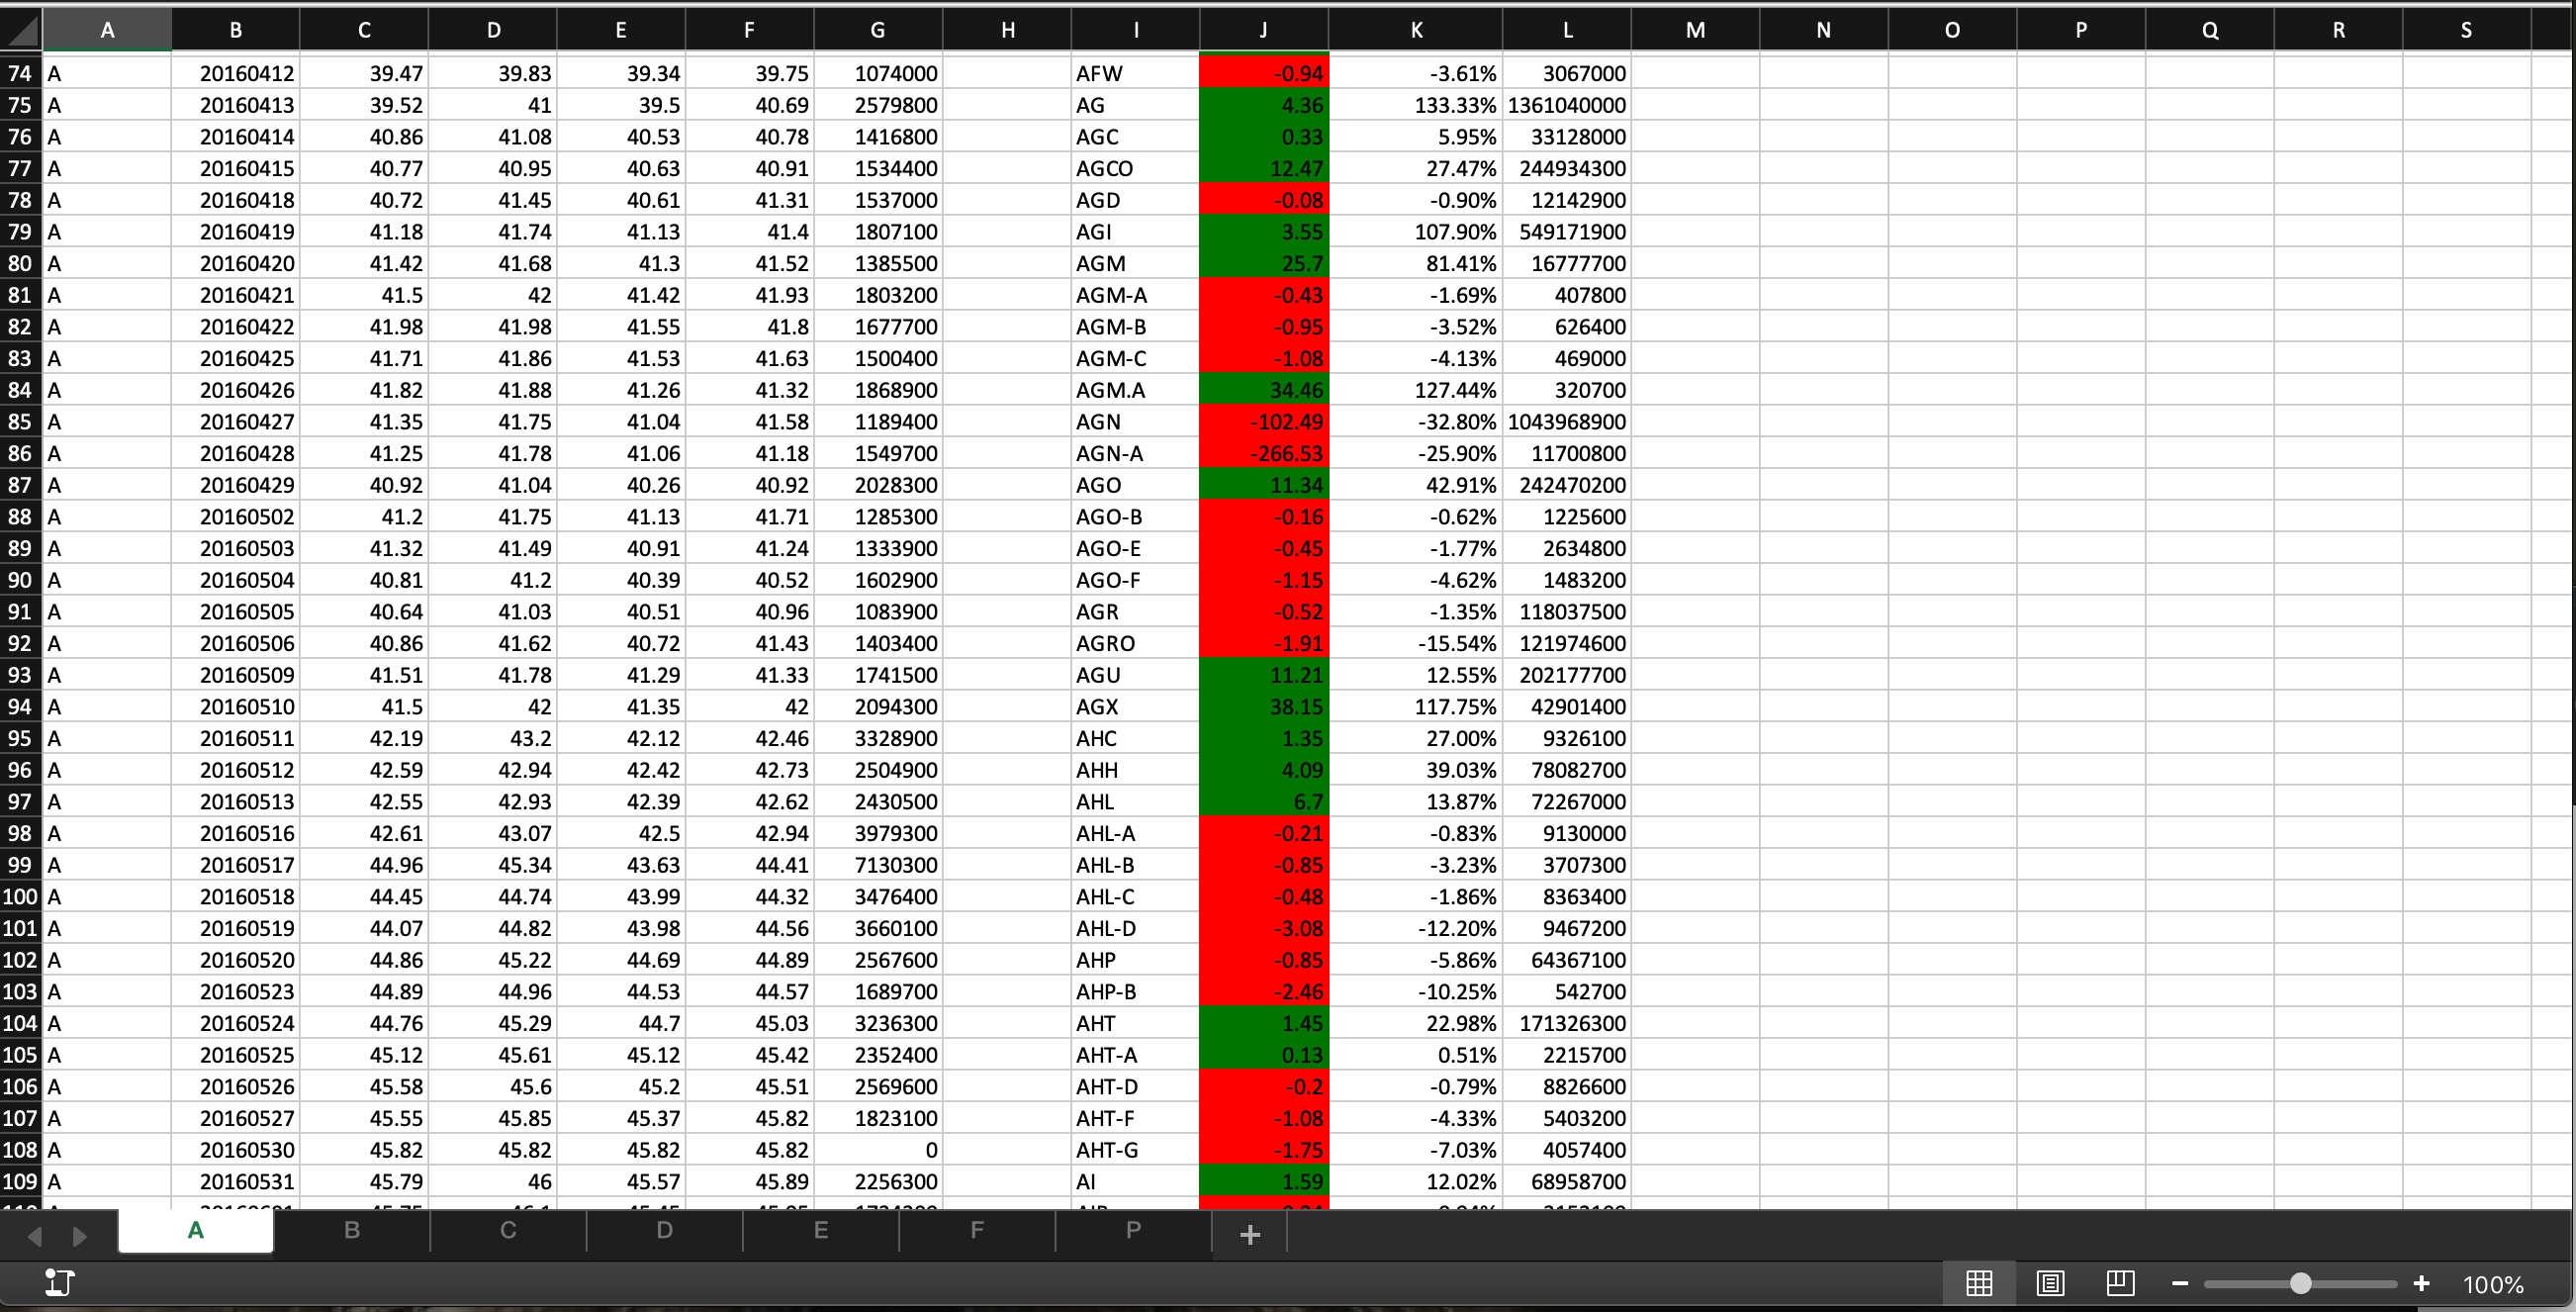 A B C D E F G H I J K L M N O P Q R S
74 A 20160412 39.47 39.83 39.34 39.75 1074000 AFW -0.94 -3.61% 3067000
75 A 20160413 39.52 41 39.5 40.69 2579800 AG 4.36 133.33% 1361040000
76 A 20160414 40.86 41.08 40.53 40.78 1416800 AGC 0.33 5.95% 33128000
77 A 20160415 40.77 40.95 40.63 40.91 1534400 AGCO 12.47 27.47% 244934300
78 A 20160418 40.72 41.45 40.61 41.31 1537000 AGD -0.08 -0.90% 12142900
79 A 20160419 41.18 41.74 41.13 41.4 1807100 AGI 3.55 107.90% 549171900
80 A 20160420 41.42 41.68 41.3 41.52 1385500 AGM 25.7 81.41% 16777700
81 A 20160421 41.5 42 41.42 41.93 1803200 AGM-A -0.43 -1.69% 407800
82 A 20160422 41.98 41.98 41.55 41.8 1677700 AGM-B -0.95 -3.52% 626400
83 A 20160425 41.71 41.86 41.53 41.63 1500400 AGM-C -1.08 -4.13% 469000
84 A 20160426 41.82 41.88 41.26 41.32 1868900 AGM.A 34.46 127.44% 320700
85 A 20160427 41.35 41.75 41.04 41.58 1189400 AGN -102.49 -32.80% 1043968900
86 A 20160428 41.25 41.78 41.06 41.18 1549700 AGN-A -266.53 -25.90% 11700800
87 A 20160429 40.92 41.04 40.26 40.92 2028300 AGO 11.34 42.91% 242470200
88 A 20160502 41.2 41.75 41.13 41.71 1285300 AGO-B -0.16 -0.62% 1225600
89 A 20160503 41.32 41.49 40.91 41.24 1333900 AGO-E -0.45 -1.77% 2634800
90 A 20160504 40.81 41.2 40.39 40.52 1602900 AGO-F -1.15 -4.62% 1483200
91 A 20160505 40.64 41.03 40.51 40.96 1083900 AGR -0.52 -1.35% 118037500
92 A 20160506 40.86 41.62 40.72 41.43 1403400 AGRO -1.91 -15.54% 121974600
93 A 20160509 41.51 41.78 41.29 41.33 1741500 AGU 11.21 12.55% 202177700
94 A 20160510 41.5 42 41.35 42 2094300 AGX 38.15 117.75% 42901400
95 A 20160511 42.19 43.2 42.12 42.46 3328900 AHC 1.35 27.00% 9326100
96 A 20160512 42.59 42.94 42.42 42.73 2504900 AHH 4.09 39.03% 78082700
97 A 20160513 42.55 42.93 42.39 42.62 2430500 AHL 6.7 13.87% 72267000
98 A 20160516 42.61 43.07 42.5 42.94 3979300 AHL-A -0.21 -0.83% 9130000
99 A 20160517 44.96 45.34 43.63 44.41 7130300 AHL-B -0.85 -3.23% 3707300
100 A 20160518 44.45 44.74 43.99 44.32 3476400 AHL-C -0.48 -1.86% 8363400
101 A 20160519 44.07 44.82 43.98 44.56 3660100 AHL-D -3.08 -12.20% 9467200
102 A 20160520 44.86 45.22 44.69 44.89 2567600 AHP -0.85 -5.86% 64367100
103 A 20160523 44.89 44.96 44.53 44.57 1689700 AHP-B -2.46 -10.25% 542700
104 A 20160524 44.76 45.29 44.7 45.03 3236300 AHT 1.45 22.98% 171326300
105 A 20160525 45.12 45.61 45.12 45.42 2352400 AHT-A 0.13 0.51% 2215700
106 A 20160526 45.58 45.6 45.2 45.51 2569600 AHT-D -0.2 -0.79% 8826600
107 A 20160527 45.55 45.85 45.37 45.82 1823100 AHT-F -1.08 -4.33% 5403200
108 A 20160530 45.82 45.82 45.82 45.82 0 AHT-G -1.75 -7.03% 4057400
109 A 20160531 45.79 46 45.57 45.89 2256300 AI 1.59 12.02% 68958700
A B C D E F P +
100%